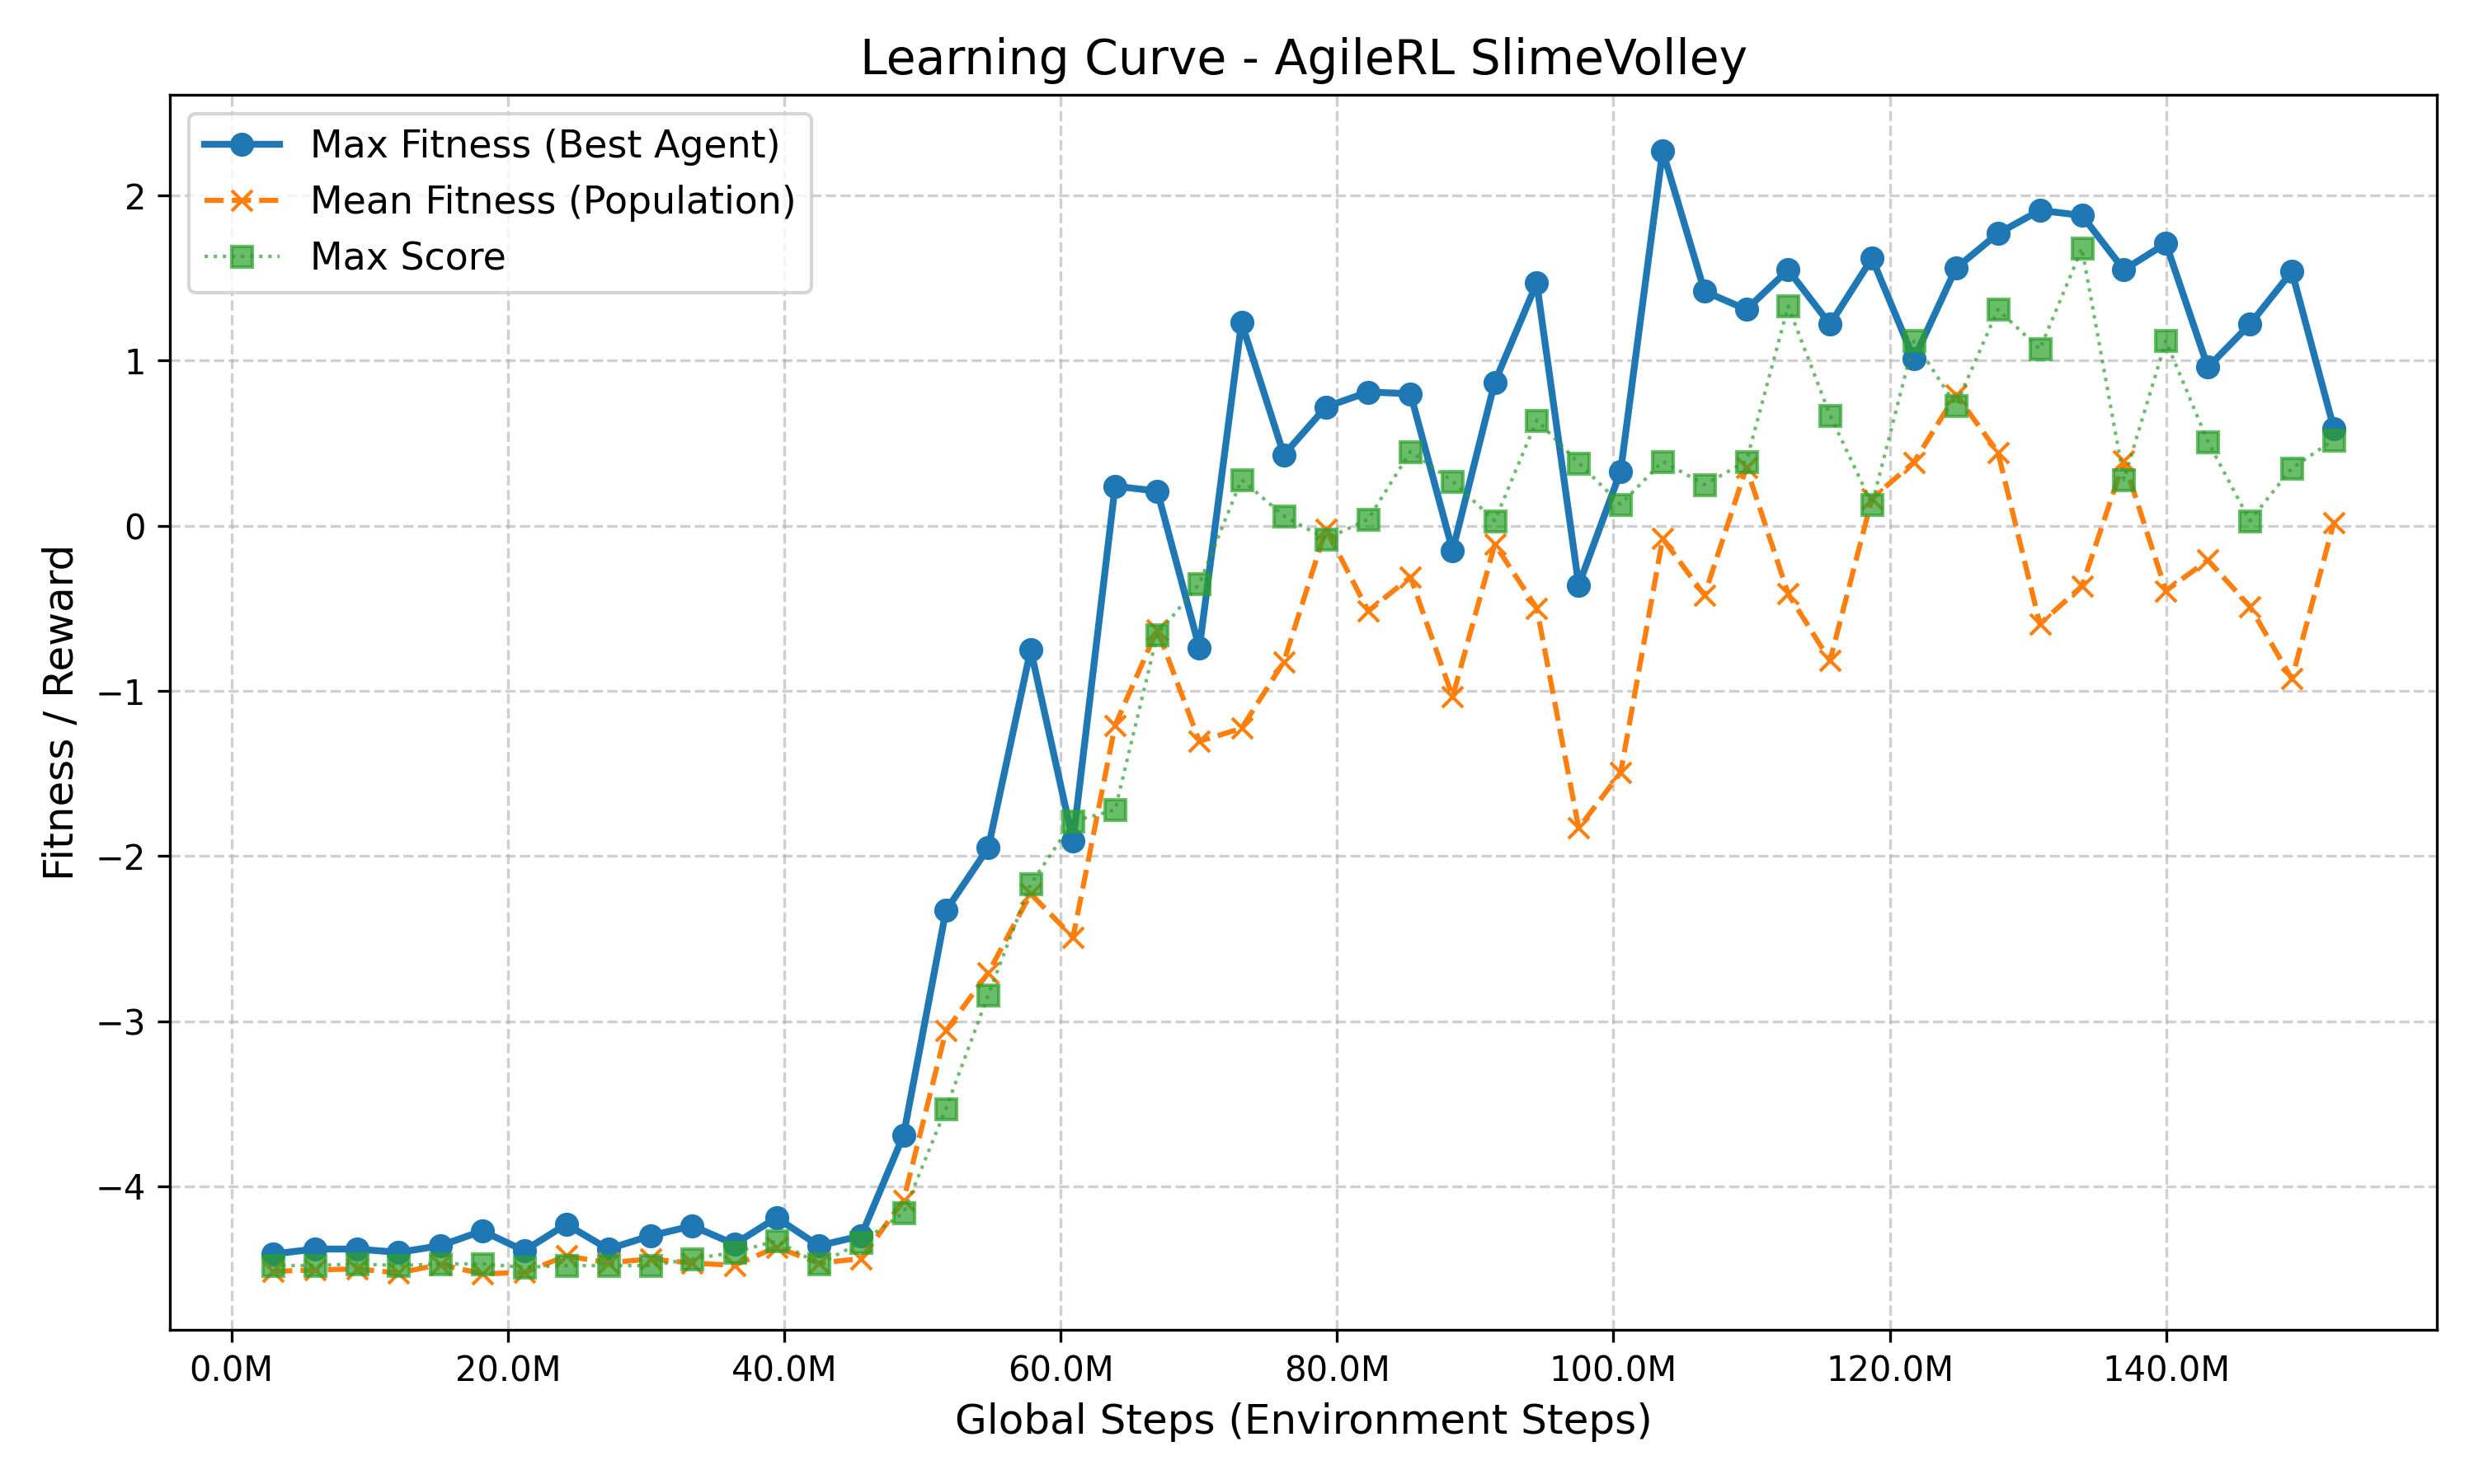 Learning Curve - AgileRL SlimeVolley
Max Fitness (Best Agent)
Mean Fitness (Population)
Max Score
Fitness / Reward
2
1
0
−1
−2
−3
−4
0.0M 20.0M 40.0M 60.0M 80.0M 100.0M 120.0M 140.0M
Global Steps (Environment Steps)